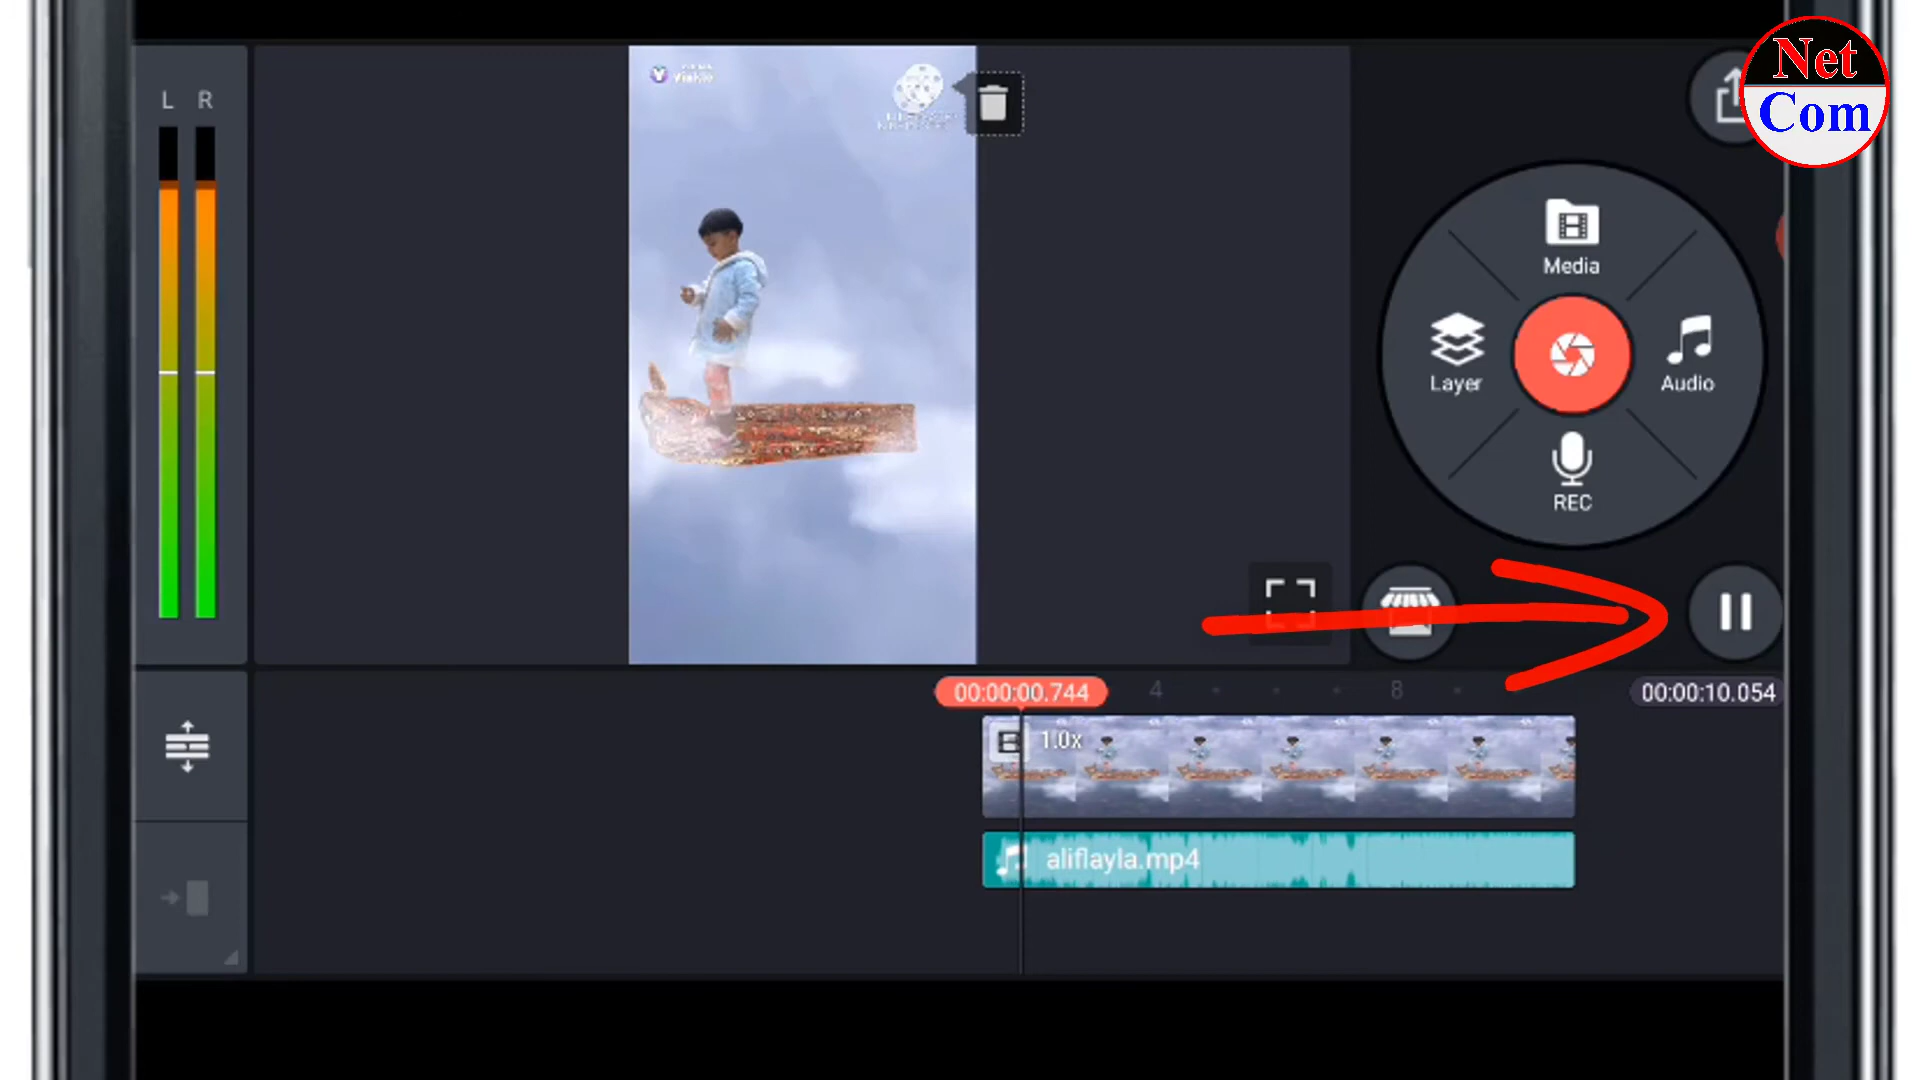 Net
Com
L R
Vinkle
Media
Layer
Audio
REC
00:00:00.744
4
8
00:00:10.054
1.0x
aliflayla.mp4